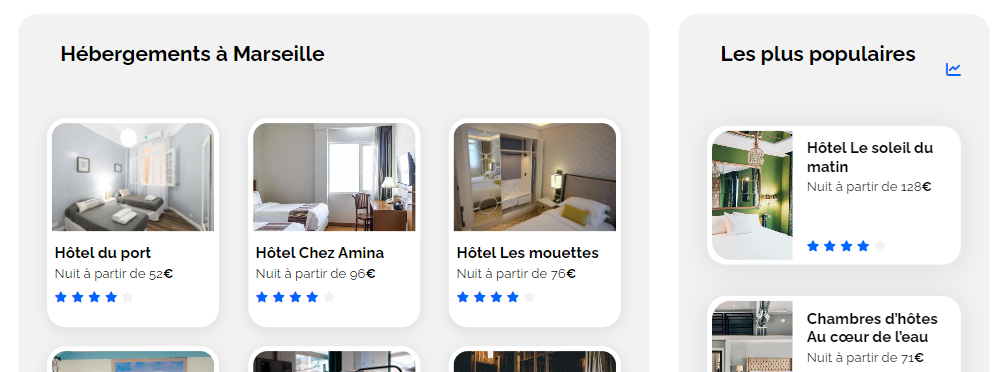 Hébergements à Marseille
Hôtel du port
Nuit à partir de 52€
Hôtel Chez Amina
Nuit à partir de 96€
Hôtel Les mouettes
Nuit à partir de 76€
Les plus populaires
Hôtel Le soleil du
matin
Nuit à partir de 128€
Chambres d’hôtes
Au cœur de l’eau
Nuit à partir de 71€